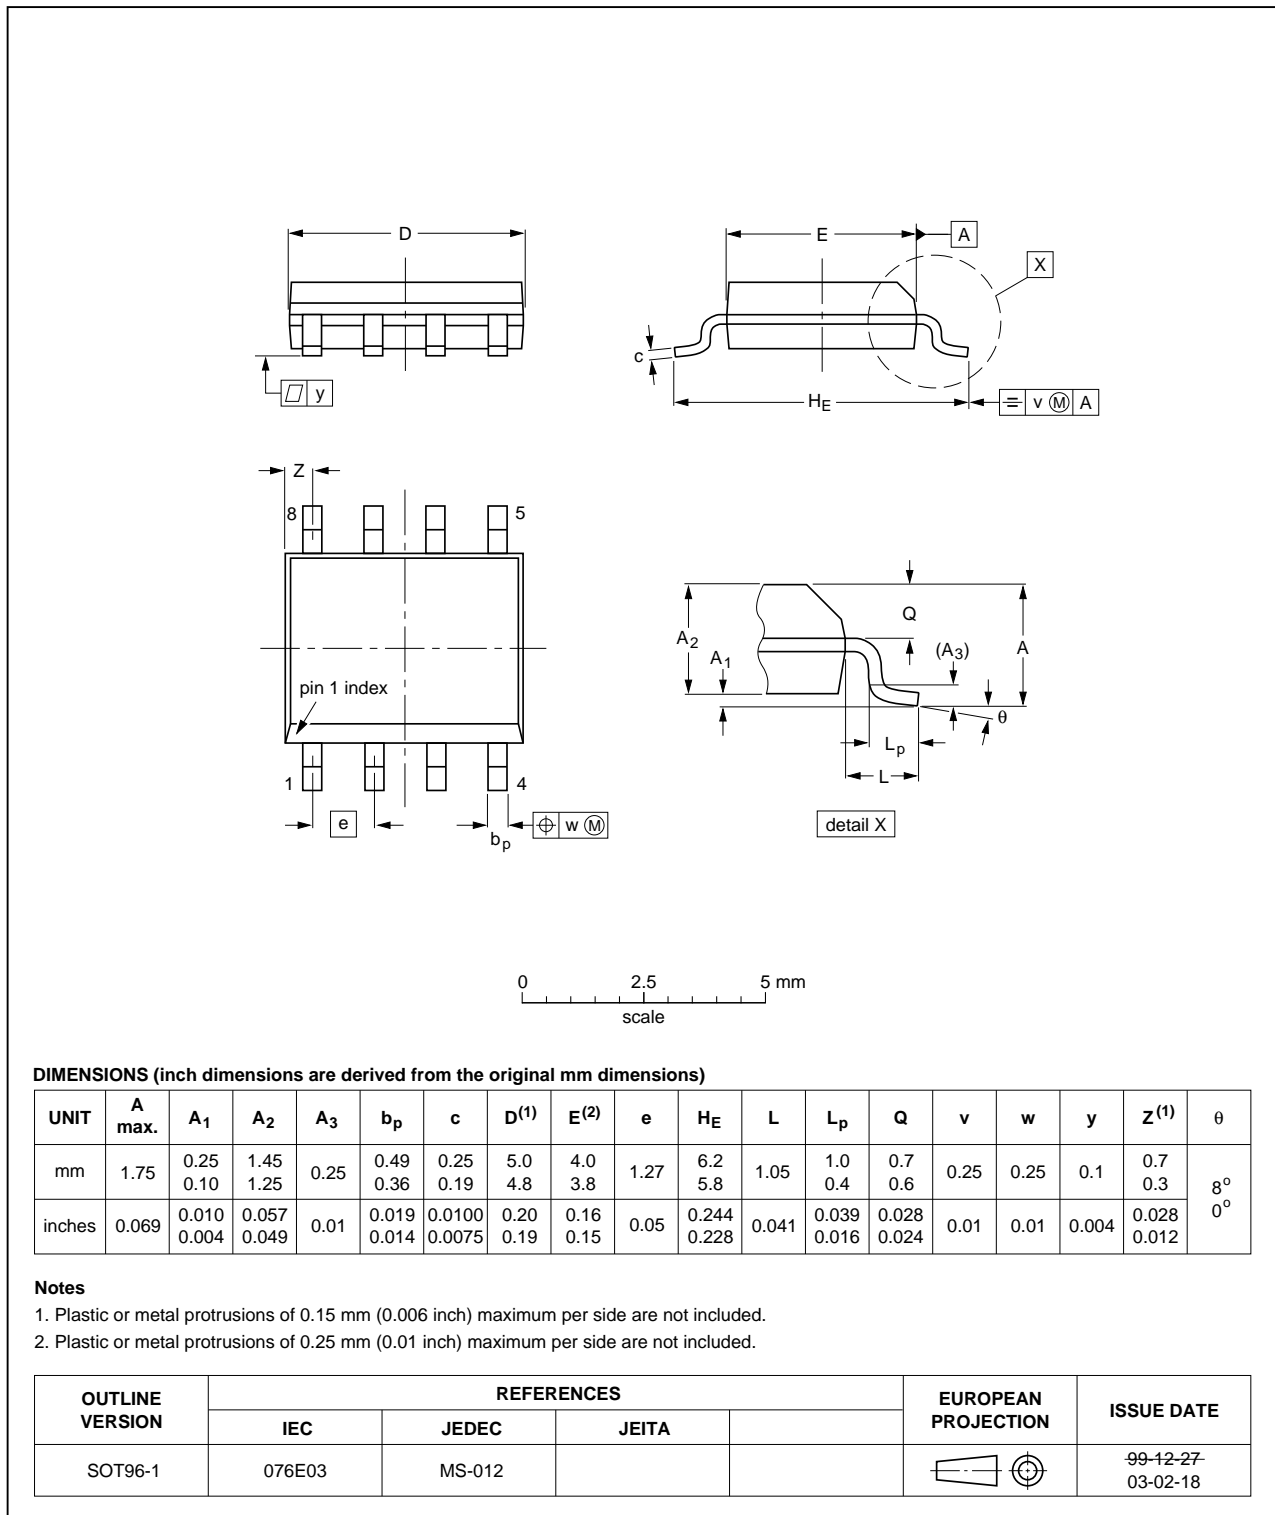 D
E
A
X
c
y
HE
v M A
Z
8
5
Q
A2
A1
(A3)
A
pin 1 index
θ
Lp
L
1
4
e
w M
bp
detail X
0 2.5 5 mm
scale
DIMENSIONS (inch dimensions are derived from the original mm dimensions)
UNIT A max. A1 A2 A3 bp c D(1) E(2) e HE L Lp Q v w y Z(1) θ
mm 1.75 0.25 0.10 1.45 1.25 0.25 0.49 0.36 0.25 0.19 5.0 4.8 4.0 3.8 1.27 6.2 5.8 1.05 1.0 0.4 0.7 0.6 0.25 0.25 0.1 0.7 0.3 8o 0o
inches 0.069 0.010 0.004 0.057 0.049 0.01 0.019 0.014 0.0100 0.0075 0.20 0.19 0.16 0.15 0.05 0.244 0.228 0.041 0.039 0.016 0.028 0.024 0.01 0.01 0.004 0.028 0.012
Notes
1. Plastic or metal protrusions of 0.15 mm (0.006 inch) maximum per side are not included.
2. Plastic or metal protrusions of 0.25 mm (0.01 inch) maximum per side are not included.
OUTLINE VERSION REFERENCES EUROPEAN PROJECTION ISSUE DATE
IEC JEDEC JEITA
SOT96-1 076E03 MS-012 99-12-27
03-02-18